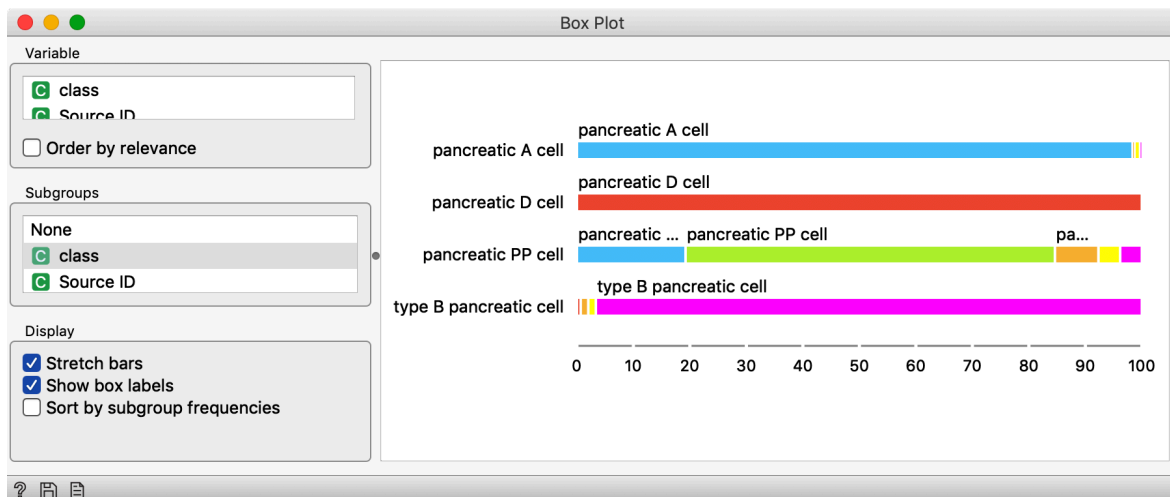 Box Plot
Variable
C class
C Source ID
Order by relevance
Subgroups
None
C class
C Source ID
Display
Stretch bars
Show box labels
Sort by subgroup frequencies
pancreatic A cell
pancreatic A cell
pancreatic D cell
pancreatic D cell
pancreatic ... pancreatic PP cell pa...
pancreatic PP cell
type B pancreatic cell
type B pancreatic cell
0 10 20 30 40 50 60 70 80 90 100
?